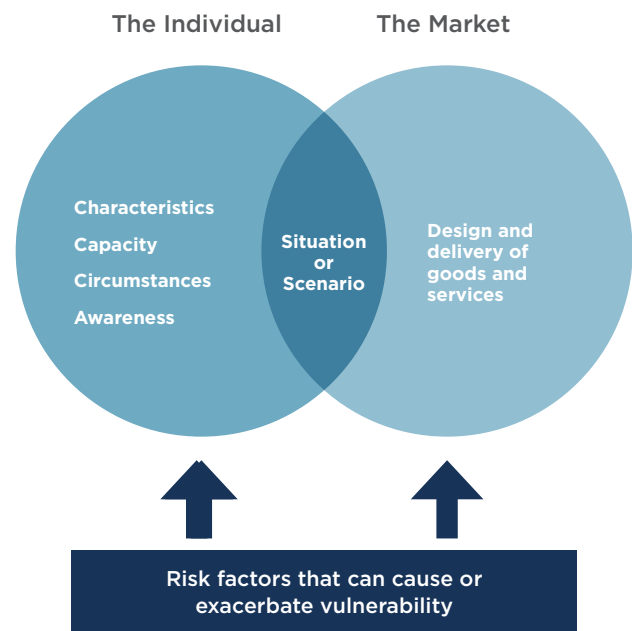 The Individual
The Market
Characteristics
Capacity
Circumstances
Awareness
Situation
or
Scenario
Design and
delivery of
goods and
services
Risk factors that can cause or
exacerbate vulnerability